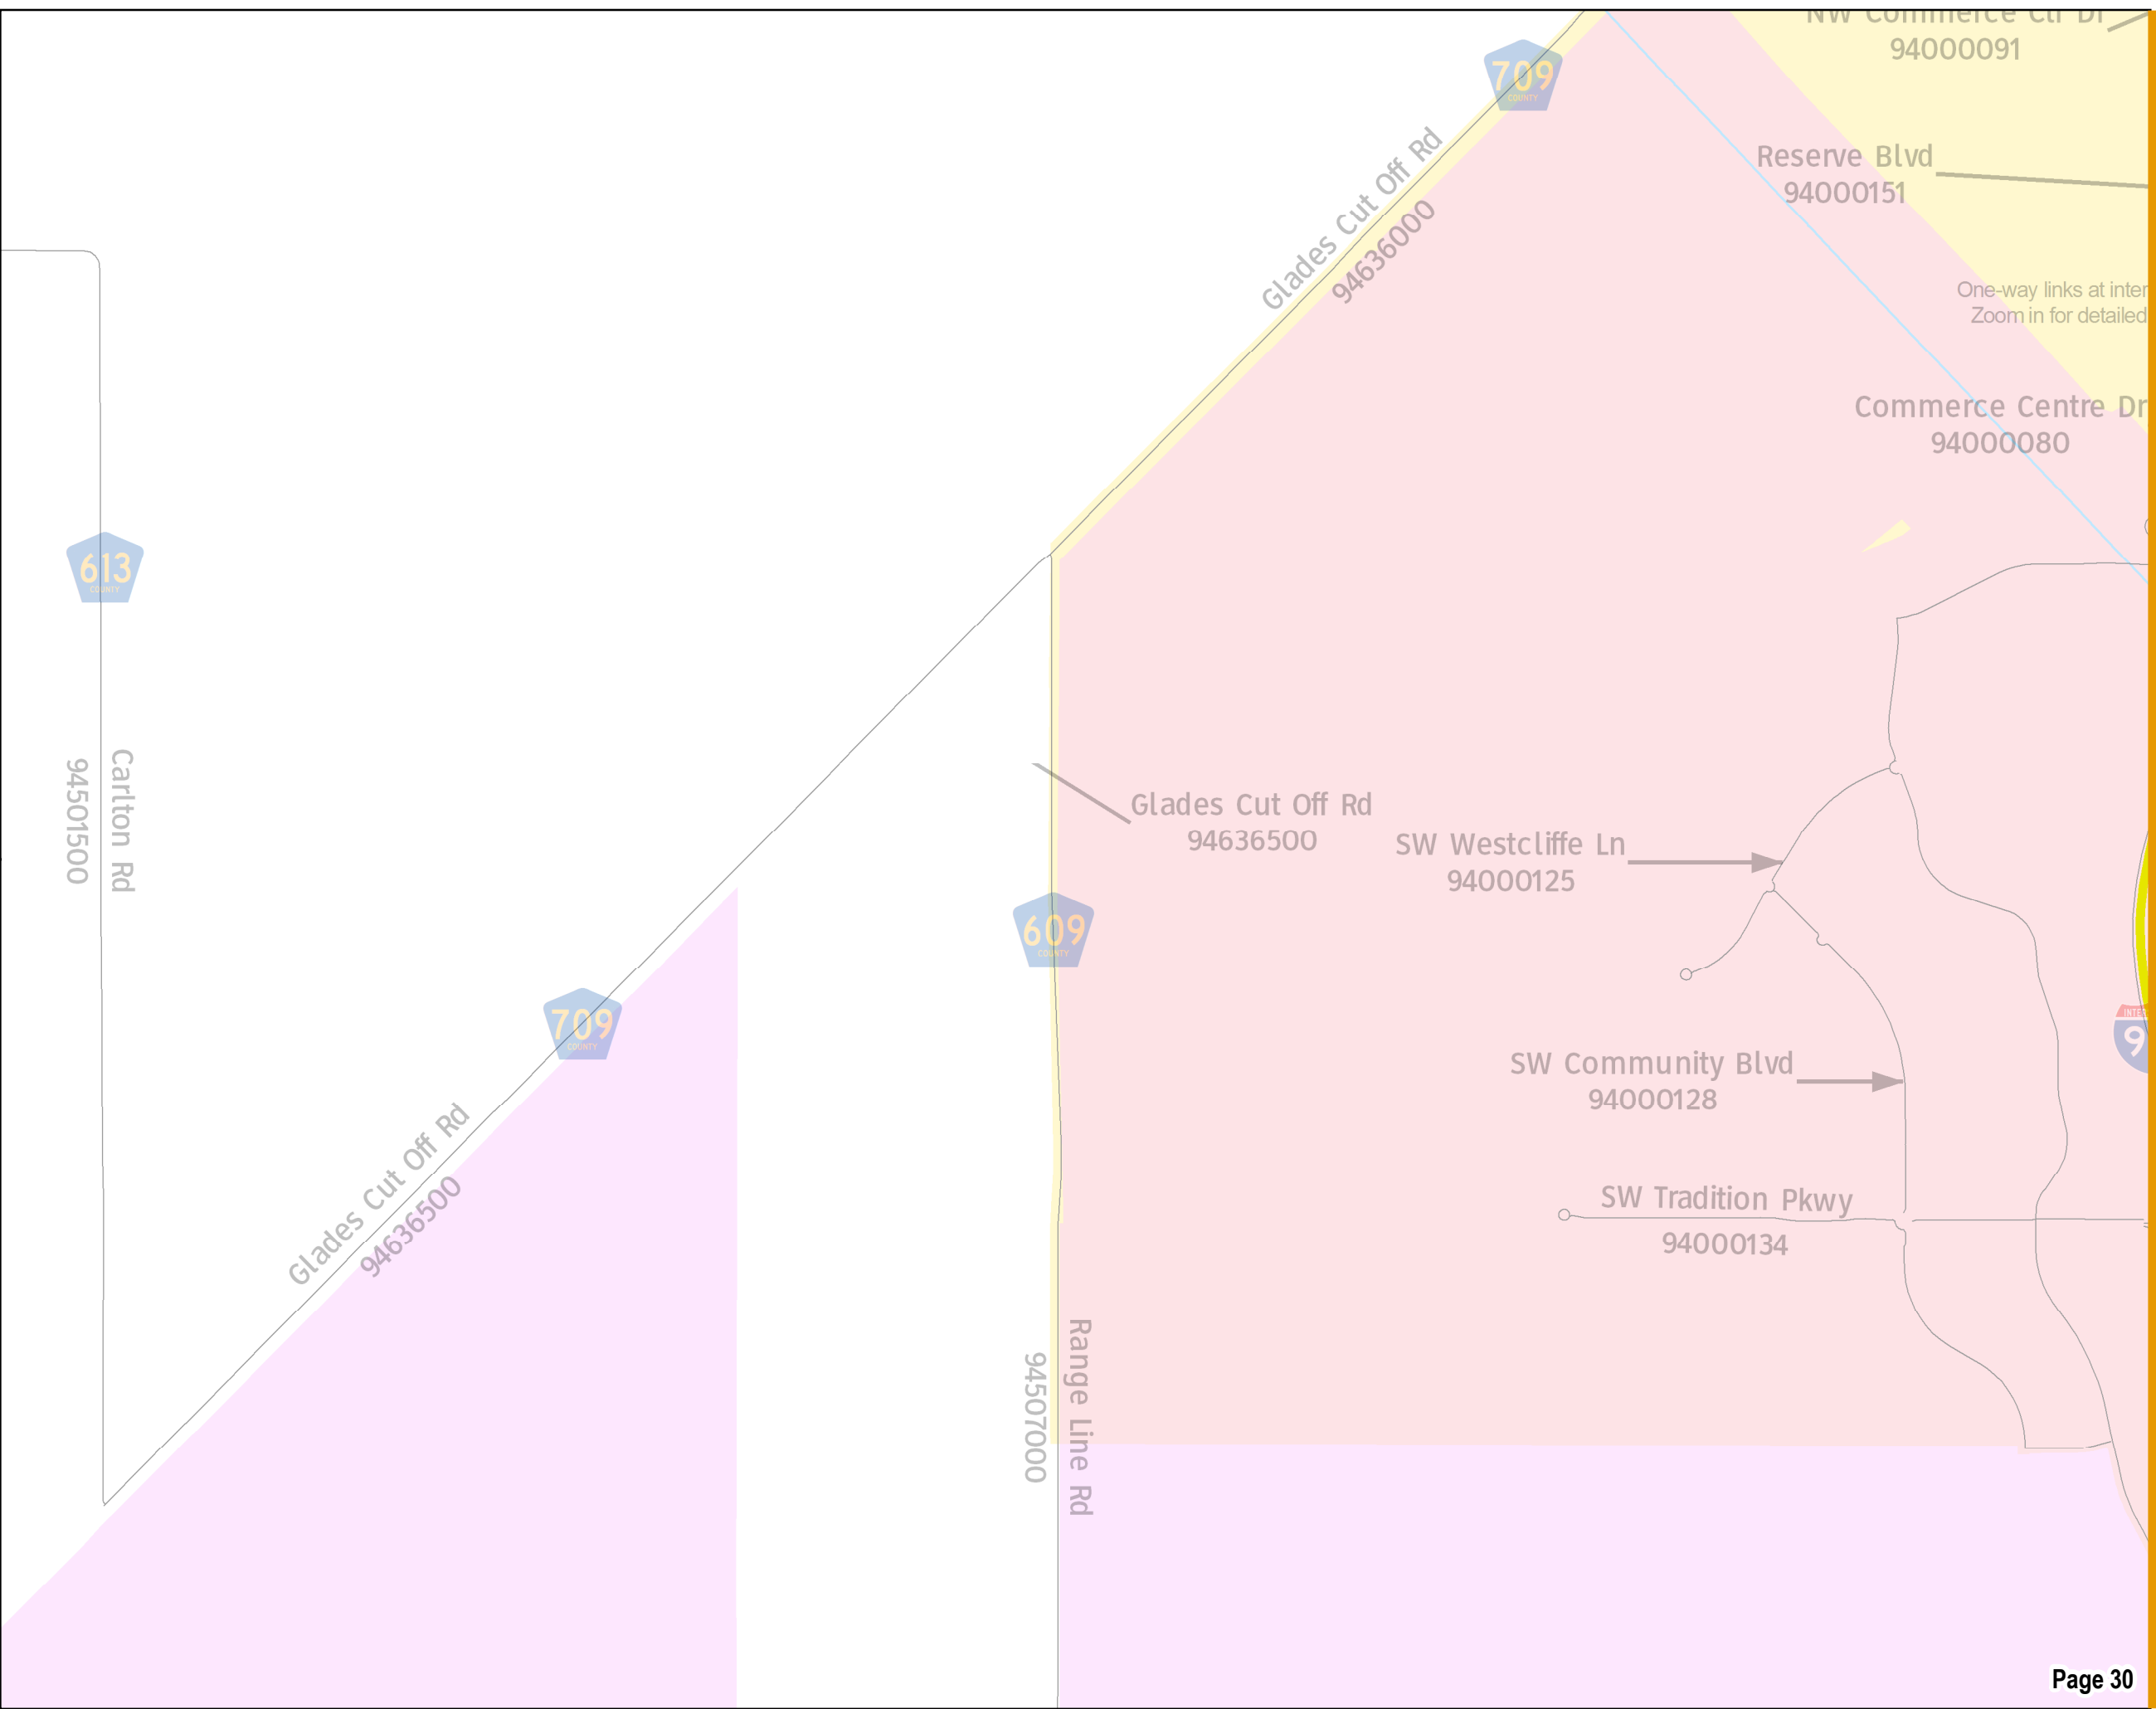 NW Commerce Ctr Dr
94000091
709
COUNTY
Reserve Blvd
94000151
Glades Cut Off Rd
94636000
One-way links at inter
Zoom in for detailed
Commerce Centre Dr
94000080
613
COUNTY
Carlton Rd
94501500
Glades Cut Off Rd
94636500
SW Westcliffe Ln
94000125
609
COUNTY
709
COUNTY
INTE
9
SW Community Blvd
94000128
Glades Cut Off Rd
94636500
SW Tradition Pkwy
94000134
Range Line Rd
94507000
Page 30